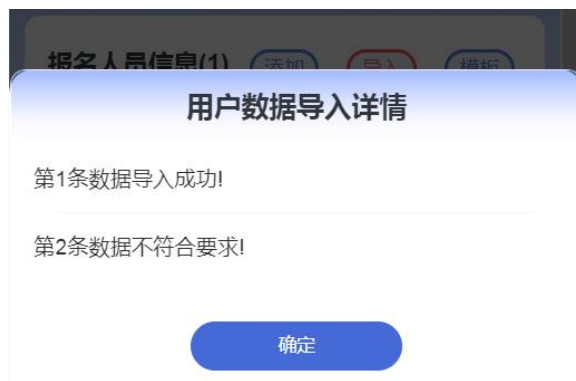 报名人员信息(1) 添加 导入 模板
用户数据导入详情
第1条数据导入成功!
第2条数据不符合要求!
确定